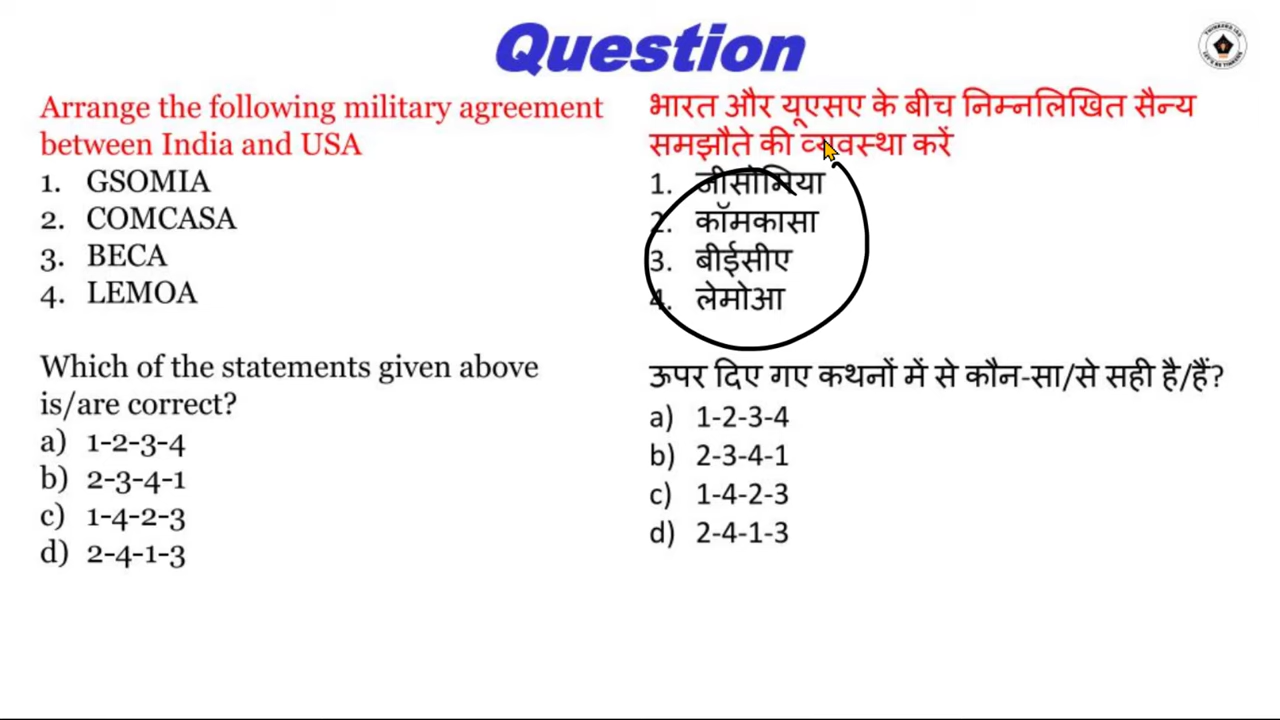 Question
Arrange the following military agreement
between India and USA
1. GSOMIA
2. COMCASA
3. BECA
4. LEMOA
Which of the statements given above
is/are correct?
a) 1-2-3-4
b) 2-3-4-1
c) 1-4-2-3
d) 2-4-1-3
भारत और यूएसए के बीच निम्नलिखित सैन्य
समझौते की व्यवस्था करें
1. जीसोमिया
2. कॉमकासा
3. बीईसीए
4. लेमोआ
ऊपर दिए गए कथनों में से कौन-सा/से सही है/हैं?
a) 1-2-3-4
b) 2-3-4-1
c) 1-4-2-3
d) 2-4-1-3